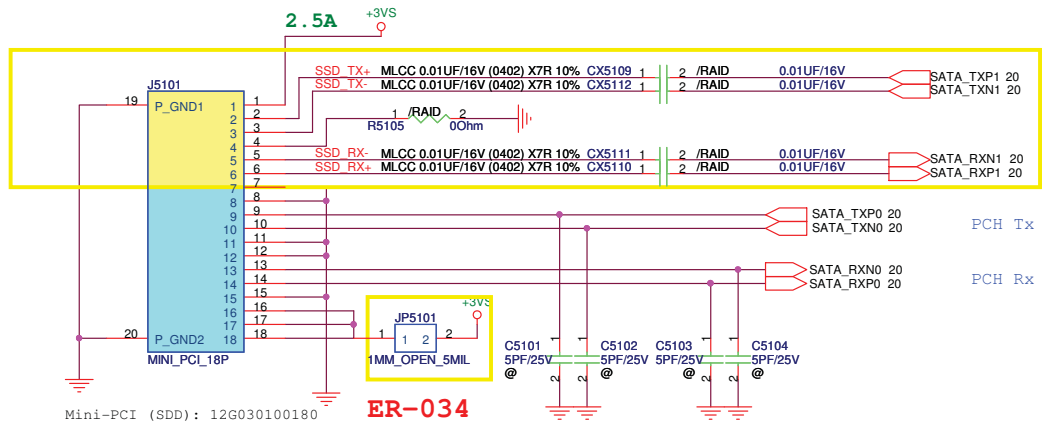 2.5A
+3VS
J5101
SSD_TX+ MLCC 0.01UF/16V (0402) X7R 10% CX5109 1 2 /RAID 0.01UF/16V SATA_TXP1 20
SSD_TX- MLCC 0.01UF/16V (0402) X7R 10% CX5112 1 2 /RAID 0.01UF/16V SATA_TXN1 20
1 /RAID 2
R5105 0Ohm
SSD_RX- MLCC 0.01UF/16V (0402) X7R 10% CX5111 1 2 /RAID 0.01UF/16V SATA_RXN1 20
SSD_RX+ MLCC 0.01UF/16V (0402) X7R 10% CX5110 1 2 /RAID 0.01UF/16V SATA_RXP1 20
19 P_GND1 1 1
2 2
3 3
4 4
5 5
6 6
7 7
8 8
9 9
10 10
11 11
12 12
13 13
14 14
15 15
16 16
17 17
20 P_GND2 18 18
MINI_PCI_18P
SATA_TXP0 20
SATA_TXN0 20
PCH Tx
SATA_RXN0 20
SATA_RXP0 20
PCH Rx
+3VS
JP5101
1 1 2 2
1MM_OPEN_5MIL
1 1 1 1
C5101 C5102 C5103 C5104
5PF/25V 5PF/25V 5PF/25V 5PF/25V
@ @ @ @
2 2 2 2
Mini-PCI (SDD): 12G030100180
ER-034